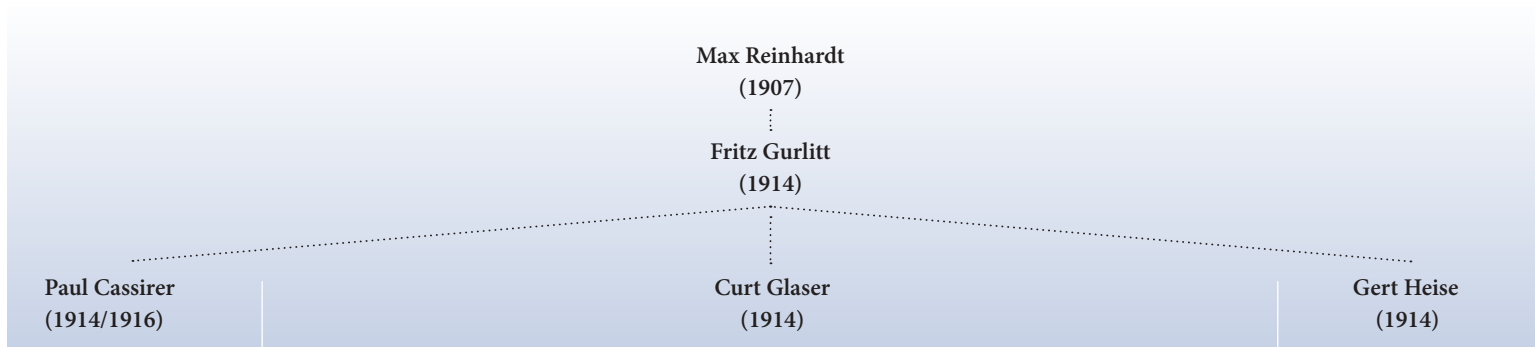 Max Reinhardt
(1907)
Fritz Gurlitt
(1914)
Paul Cassirer
(1914/1916)
Curt Glaser
(1914)
Gert Heise
(1914)